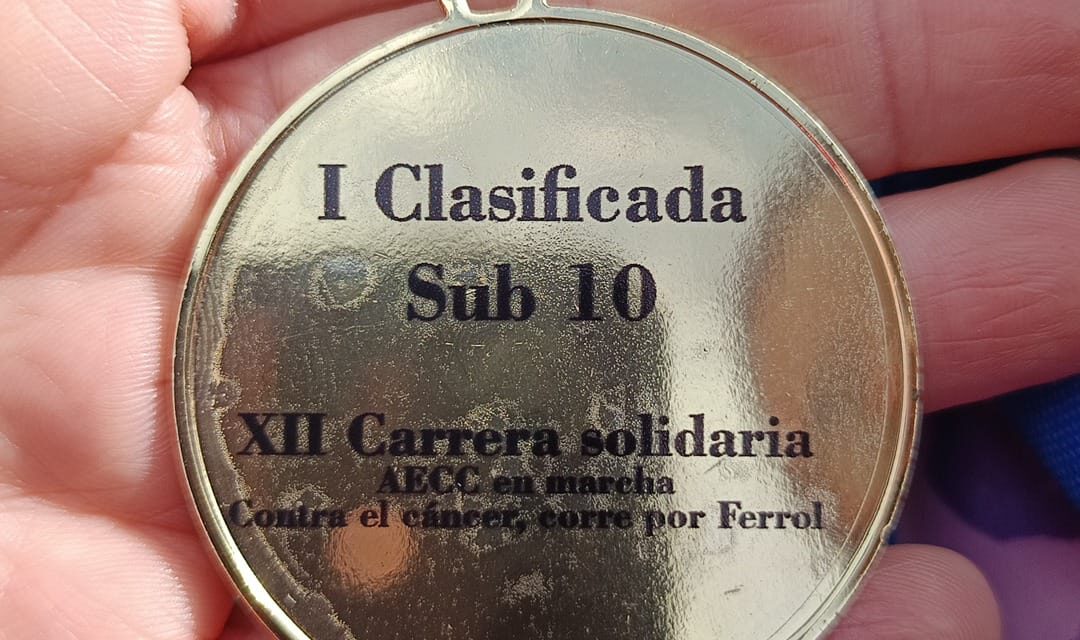 I Clasificada
Sub 10
XII Carrera solidaria
AECC en marcha
Contra el cáncer, corre por Ferrol